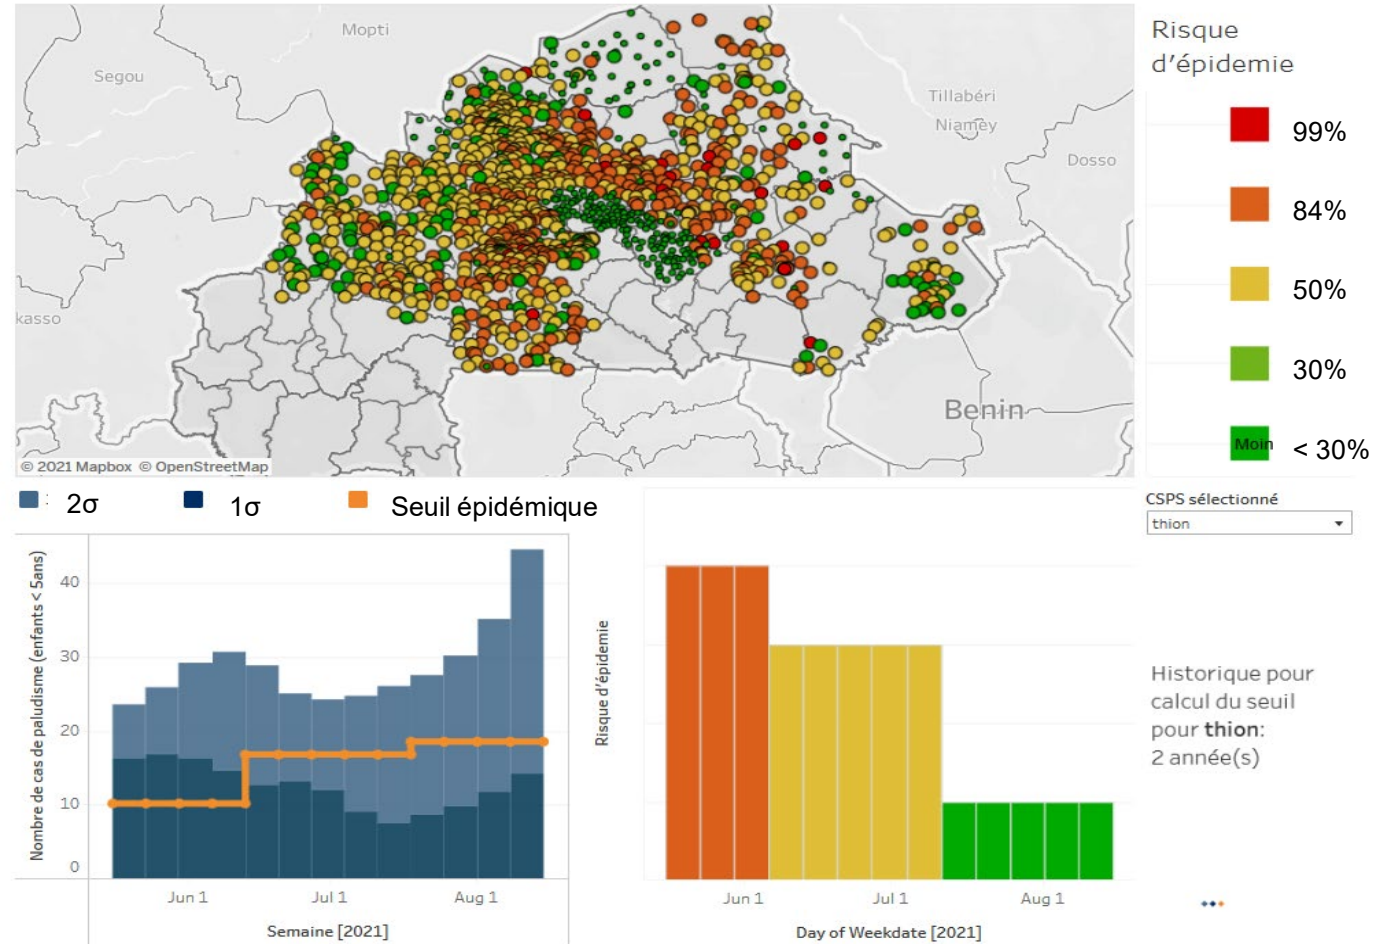 Mopti
Segou
Tillabéri
Niamey
Dosso
kasso
Benin
© 2021 Mapbox © OpenStreetMap
Risque
d'épidemie
99%
84%
50%
30%
Moin < 30%
2σ 1σ Seuil épidémique
CSPS sélectionné
thion
Nombre de cas de paludisme (enfants < 5ans)
40
30
20
10
0
Jun 1 Jul 1 Aug 1
Semaine [2021]
Risque d'épidemie
Jun 1 Jul 1 Aug 1
Day of Weekdate [2021]
Historique pour
calcul du seuil
pour thion:
2 année(s)